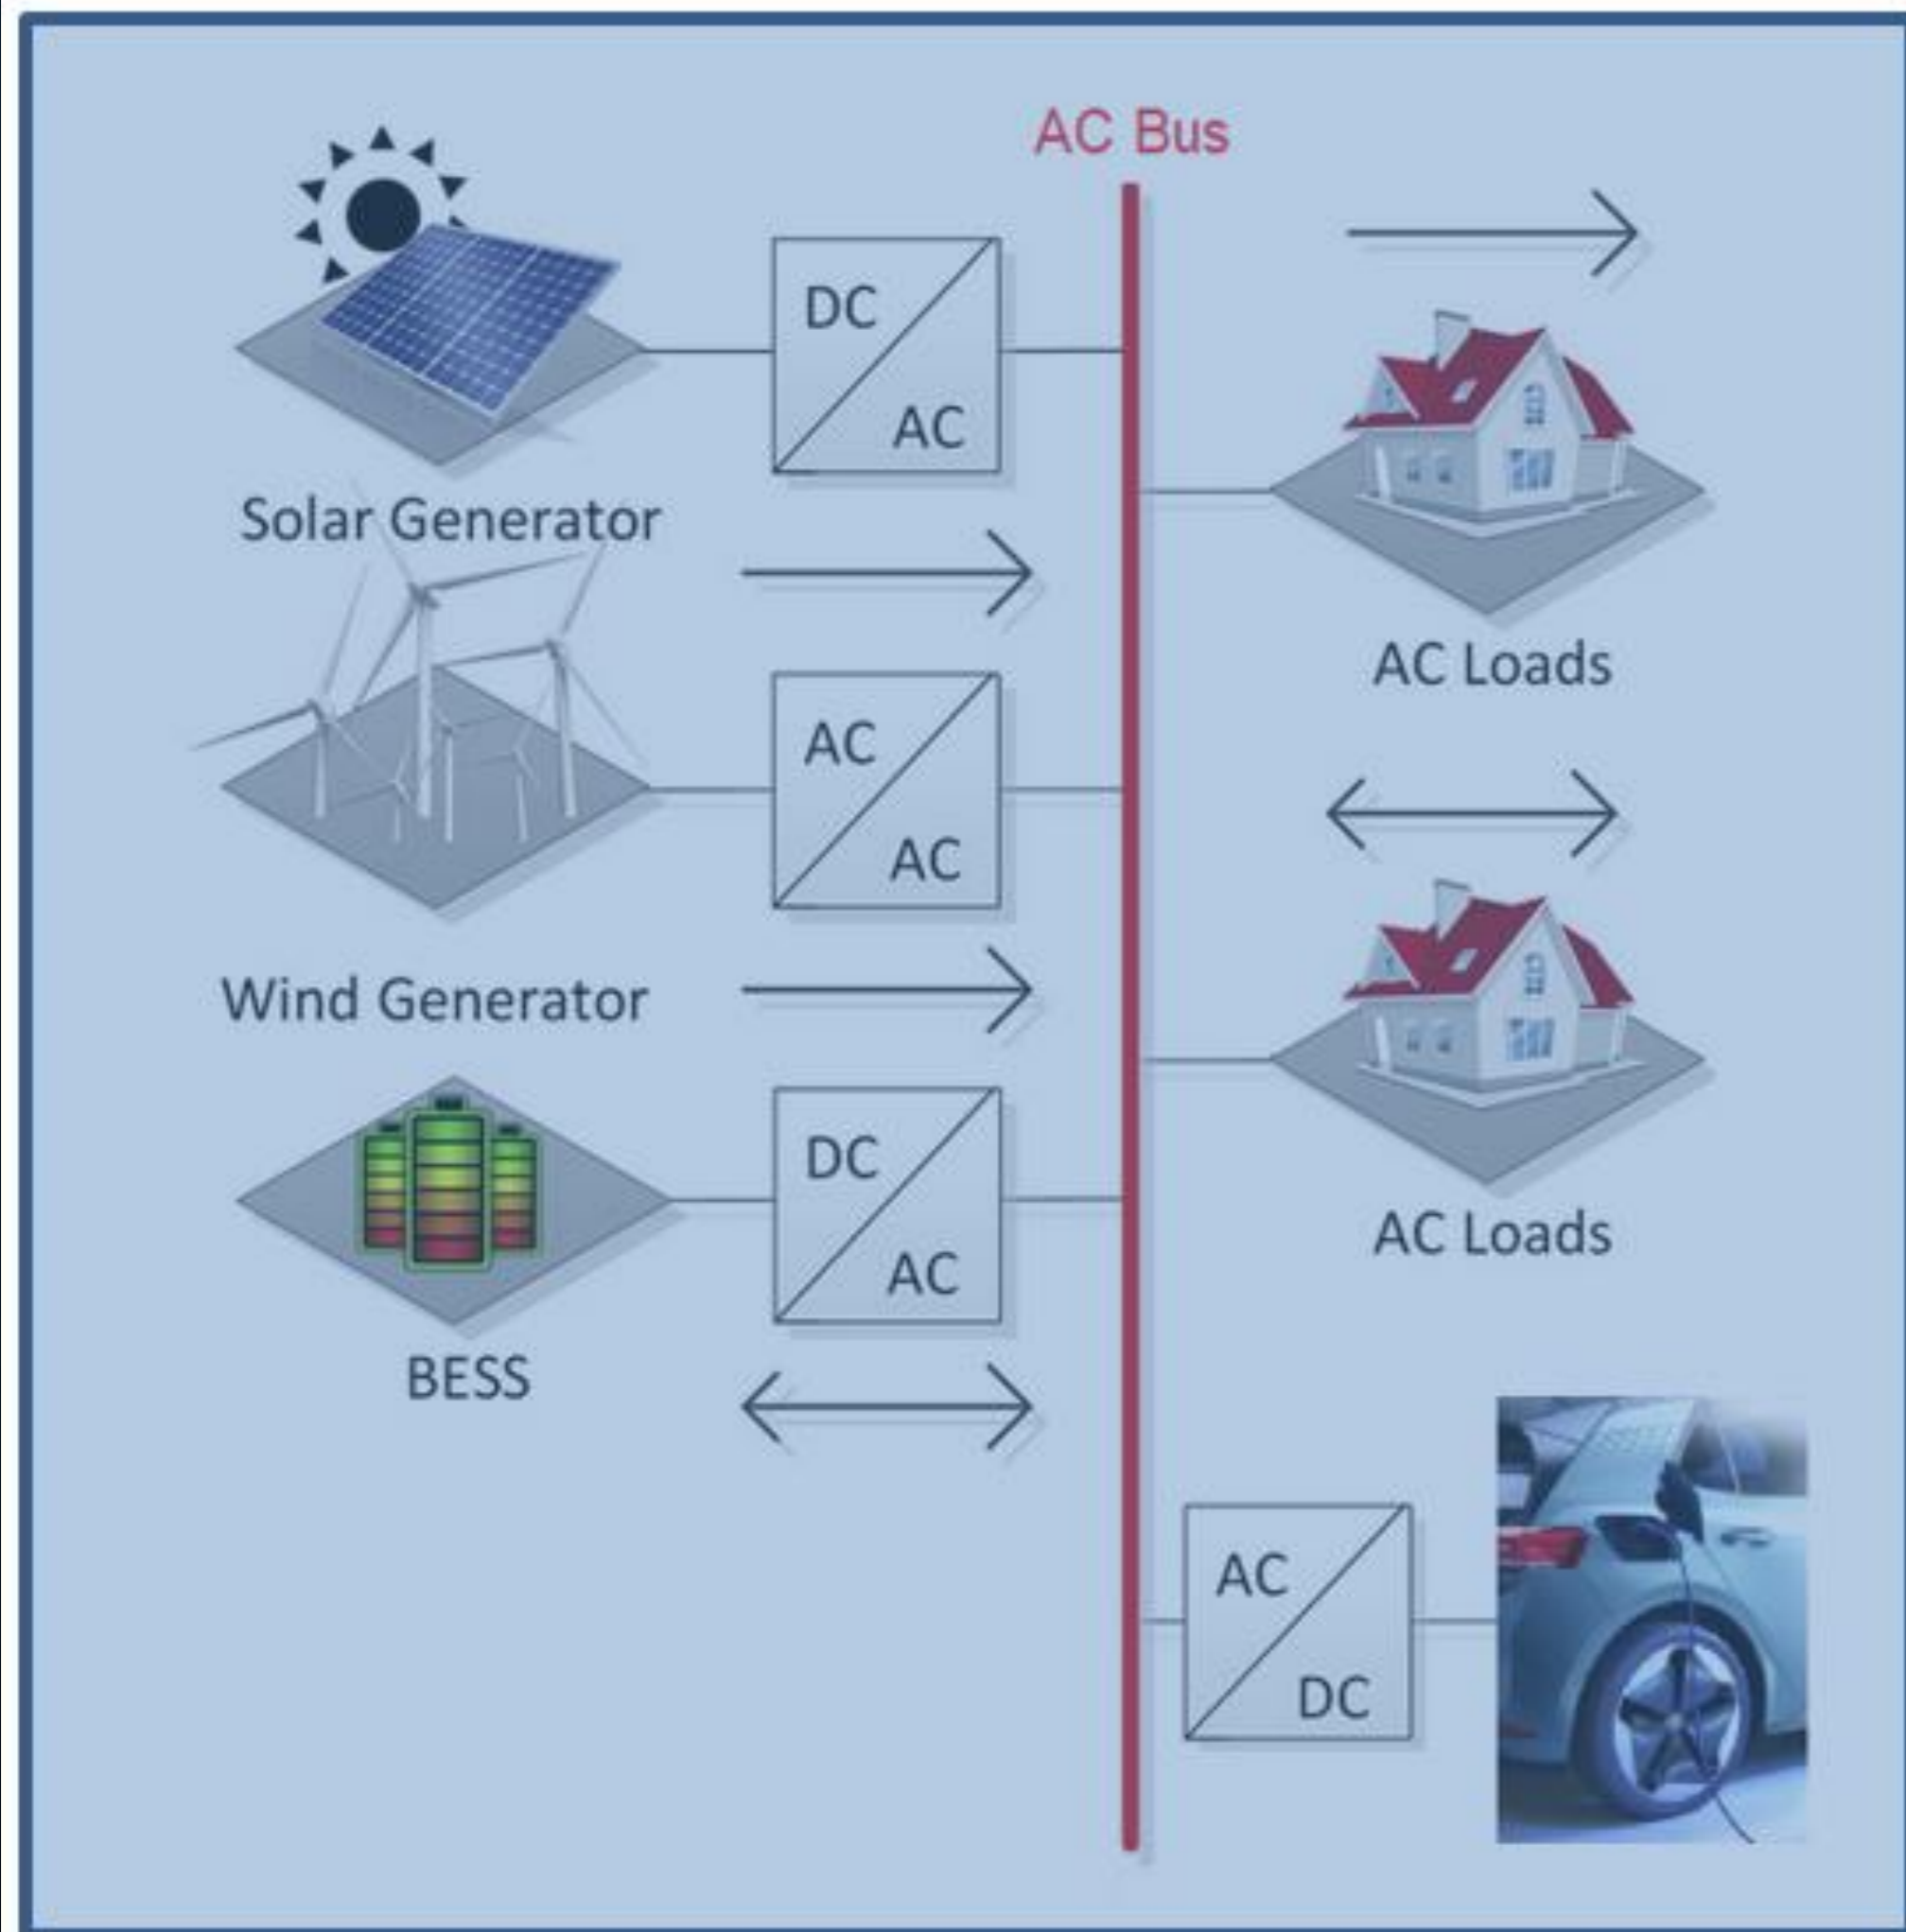 AC Bus
DC
AC
Solar Generator
AC
AC
Wind Generator
DC
AC
BESS
AC Loads
AC Loads
AC
DC